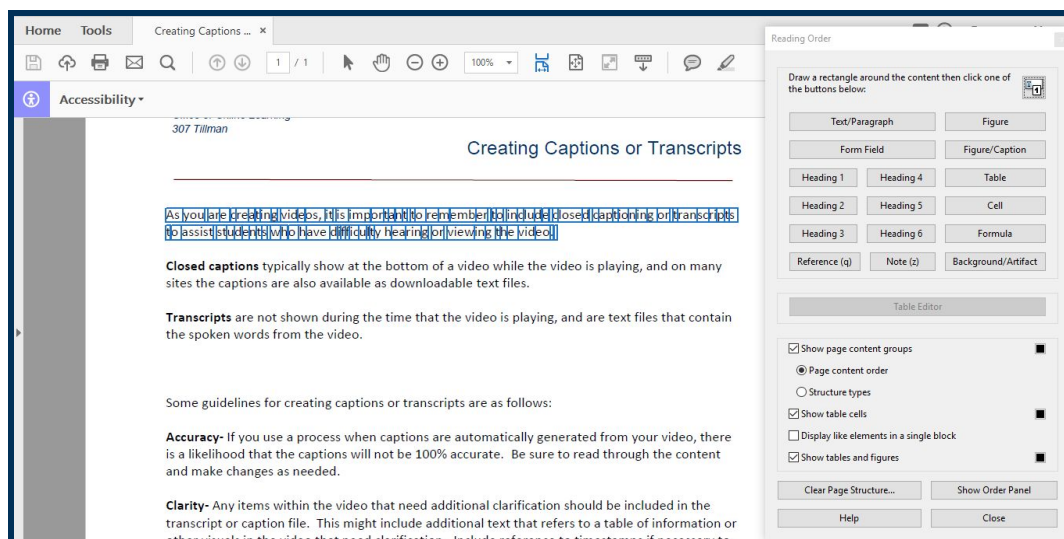 Home Tools Creating Captions ... ×
1 / 1 100%
Accessibility
307 Tillman
Creating Captions or Transcripts
As you are creating videos, it is important to remember to include closed captioning or transcripts
to assist students who have difficulty hearing or viewing the video.
Closed captions typically show at the bottom of a video while the video is playing, and on many
sites the captions are also available as downloadable text files.
Transcripts are not shown during the time that the video is playing, and are text files that contain
the spoken words from the video.
Some guidelines for creating captions or transcripts are as follows:
Accuracy- If you use a process when captions are automatically generated from your video, there
is a likelihood that the captions will not be 100% accurate. Be sure to read through the content
and make changes as needed.
Clarity- Any items within the video that need additional clarification should be included in the
transcript or caption file. This might include additional text that refers to a table of information or
Reading Order
Draw a rectangle around the content then click one of
the buttons below:
Text/Paragraph Figure
Form Field Figure/Caption
Heading 1 Heading 4 Table
Heading 2 Heading 5 Cell
Heading 3 Heading 6 Formula
Reference (q) Note (z) Background/Artifact
Table Editor
Show page content groups
Page content order
Structure types
Show table cells
Display like elements in a single block
Show tables and figures
Clear Page Structure... Show Order Panel
Help Close